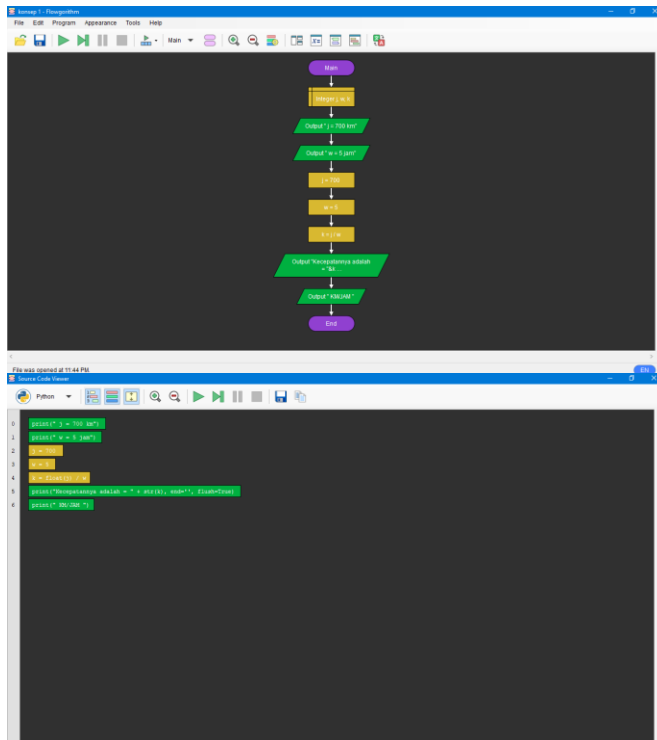 konsep 1 - Flowgorithm
File Edit Program Appearance Tools Help
Main
Main
Integer j, w, k
Output " j = 700 km"
Output " w = 5 jam"
j = 700
w = 5
k = j / w
Output "Kecepatannya adalah
= "&k ...
Output " KM/JAM "
End
File was opened at 11:44 PM.
EN
Source Code Viewer
Python
0 print(" j = 700 km")
1 print(" w = 5 jam")
2 j = 700
3 w = 5
4 k = float(j) / w
5 print("Kecepatannya adalah = " + str(k), end='', flush=True)
6 print(" KM/JAM ")